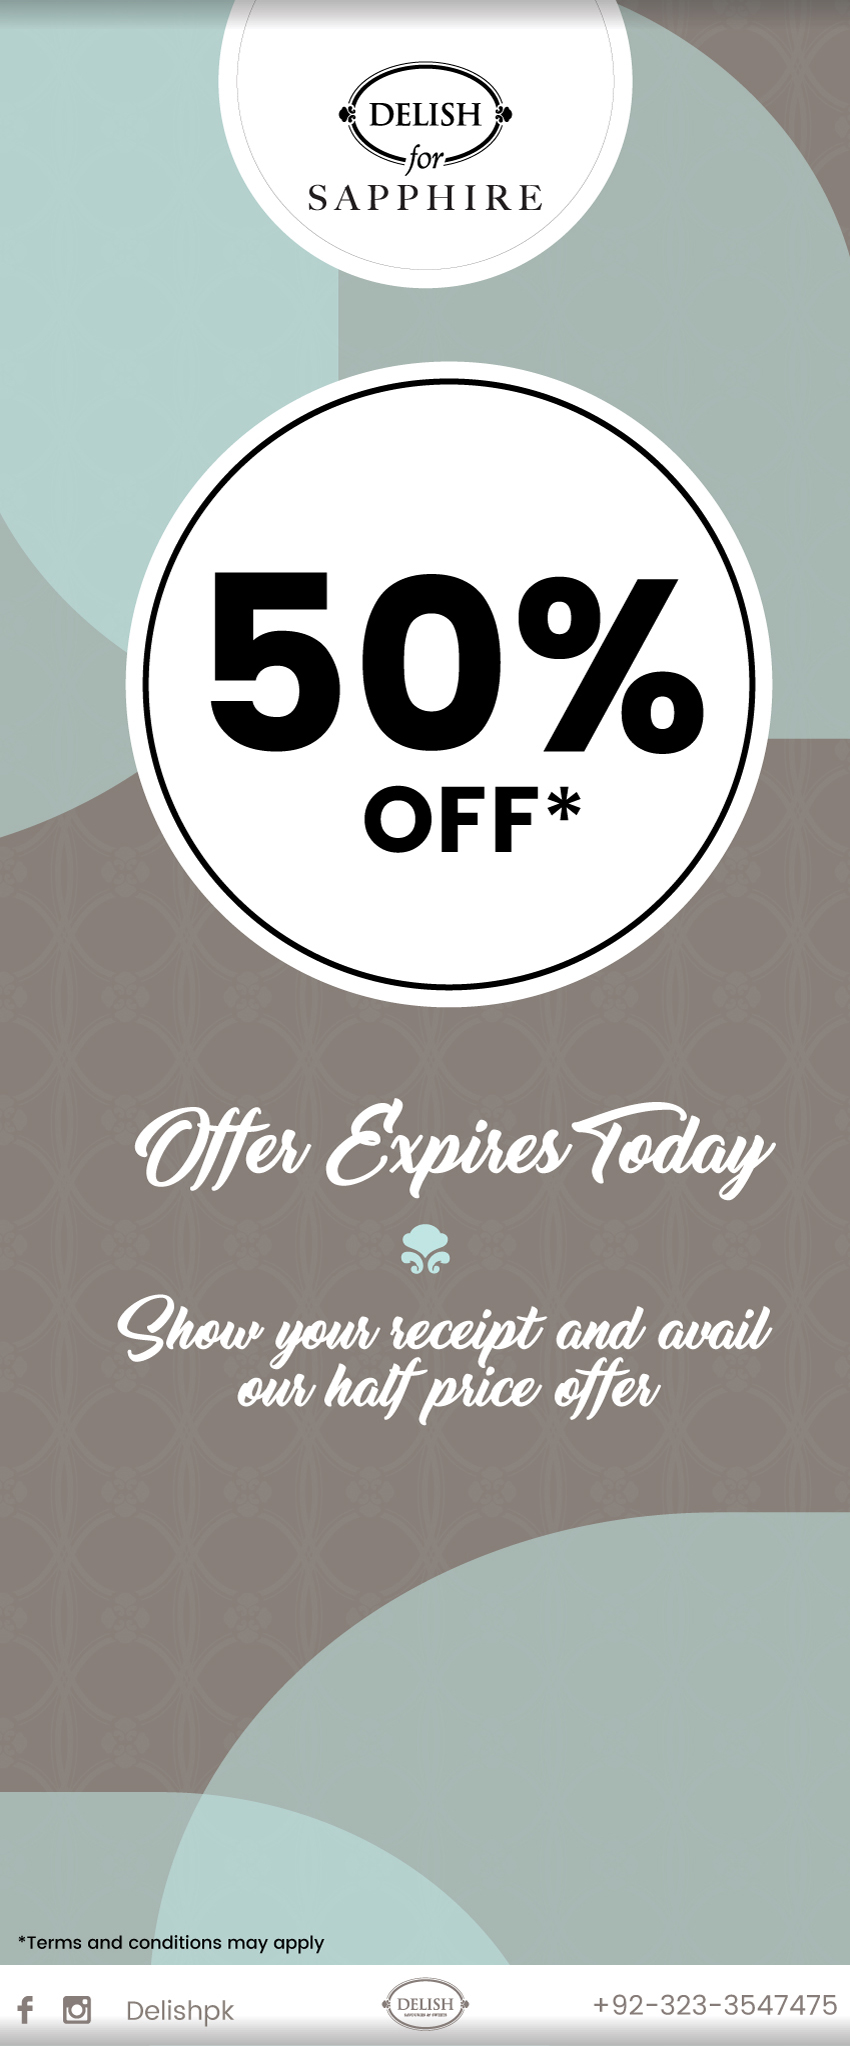 DELISH
for
SAPPHIRE
50%
OFF*
Offer Expires Today
Show your receipt and avail
our half price offer
*Terms and conditions may apply
Delishpk
DELISH
+92-323-3547475